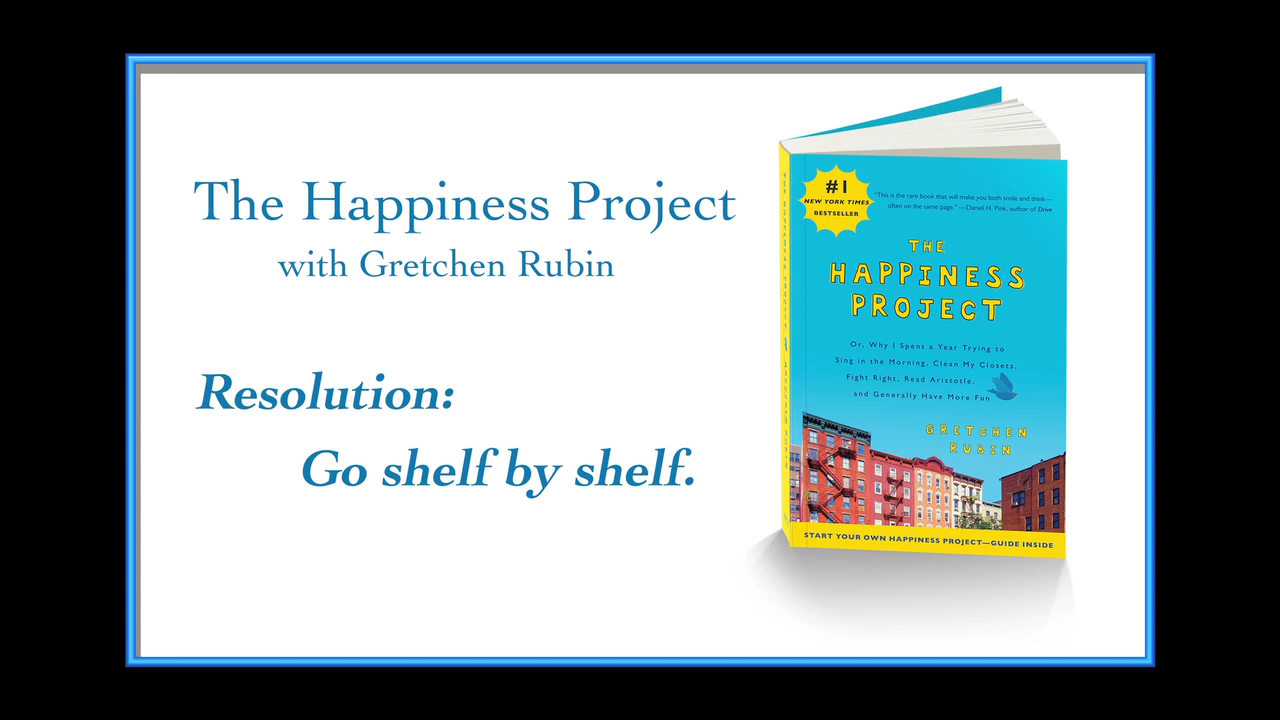 The Happiness Project
with Gretchen Rubin
Resolution:
Go shelf by shelf.
#1
NEW YORK TIMES
BESTSELLER
"This is the rare book that will make you both smile and think—
often on the same page." —Daniel H. Pink, author of Drive
THE
HAPPINESS
PROJECT
Or, Why I Spent a Year Trying to
Sing in the Morning, Clean My Closets,
Fight Right, Read Aristotle,
and Generally Have More Fun
GRETCHEN
RUBIN
START YOUR OWN HAPPINESS PROJECT—GUIDE INSIDE